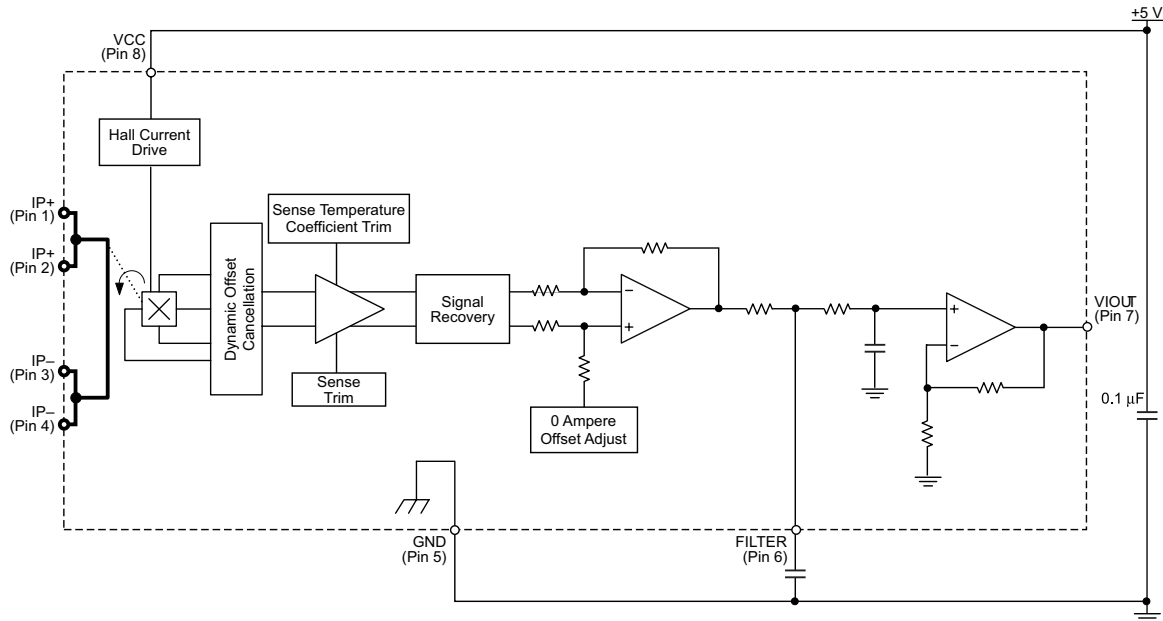 +5 V
VCC
(Pin 8)
Hall Current
Drive
IP+
(Pin 1)
IP+
(Pin 2)
IP–
(Pin 3)
IP–
(Pin 4)
Dynamic Offset
Cancellation
Sense Temperature
Coefficient Trim
Sense
Trim
Signal
Recovery
–
+
0 Ampere
Offset Adjust
+
–
VIOUT
(Pin 7)
0.1 µF
GND
(Pin 5)
FILTER
(Pin 6)